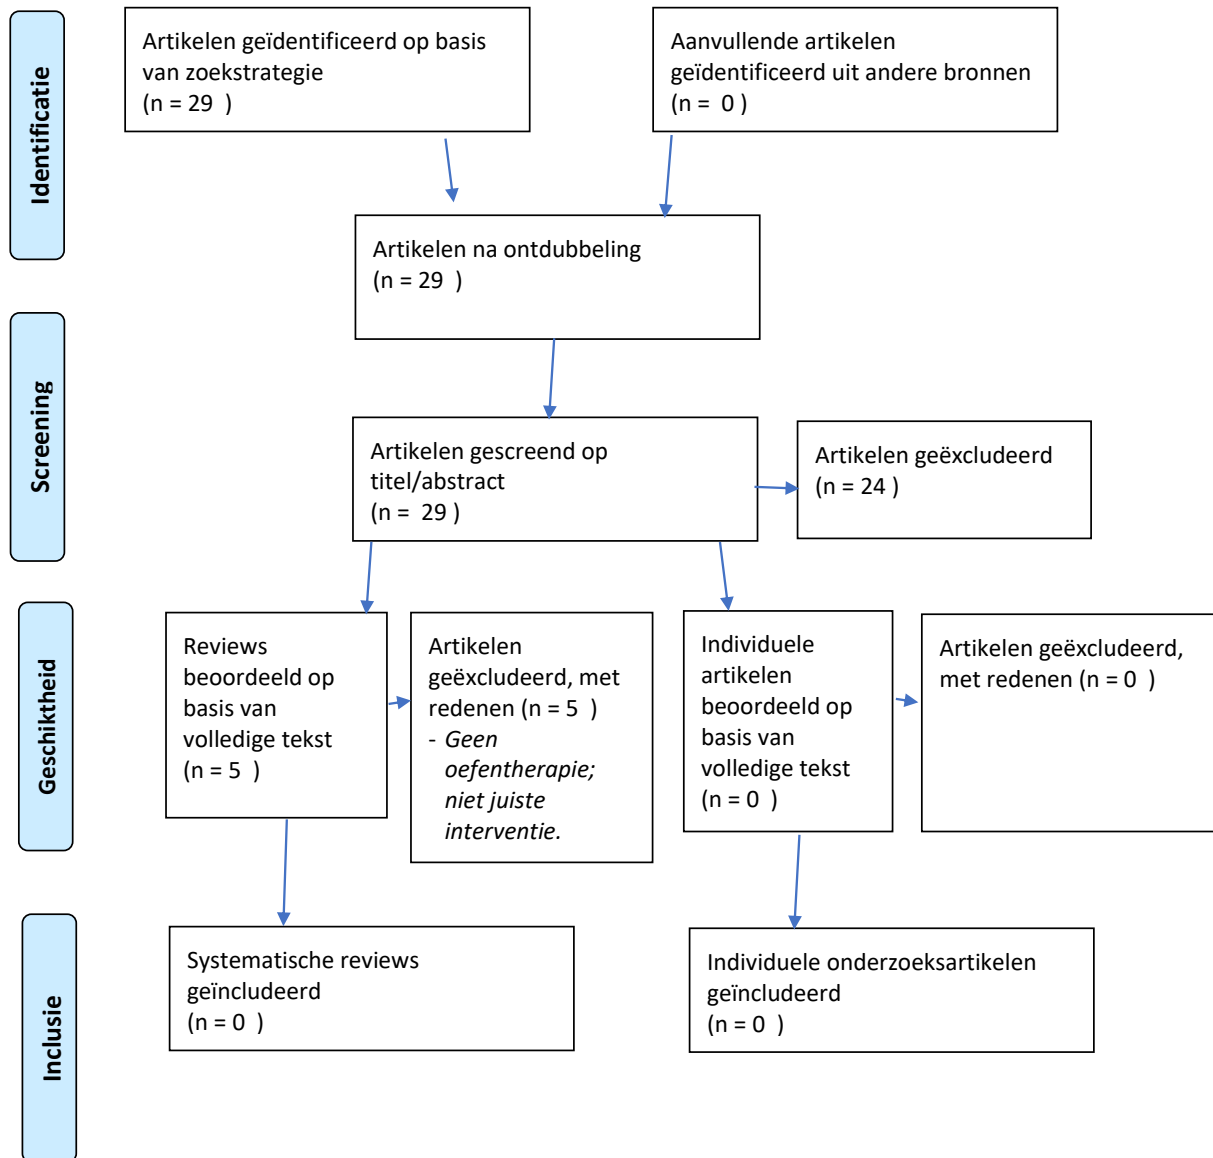 Identificatie
Artikelen geïdentificeerd op basis
van zoekstrategie
(n = 29  )
Aanvullende artikelen
geïdentificeerd uit andere bronnen
(n =  0 )
Artikelen na ontdubbeling
(n = 29  )
Screening
Artikelen gescreend op
titel/abstract
(n =  29 )
Artikelen geëxcludeerd
(n = 24 )
Geschiktheid
Reviews
beoordeeld op
basis van
volledige tekst
(n = 5  )
Artikelen
geëxcludeerd, met
redenen (n = 5  )
- Geen
oefentherapie;
niet juiste
interventie.
Individuele
artikelen
beoordeeld op
basis van
volledige tekst
(n = 0  )
Artikelen geëxcludeerd,
met redenen (n = 0  )
Inclusie
Systematische reviews
geïncludeerd
(n = 0  )
Individuele onderzoeksartikelen
geïncludeerd
(n = 0  )